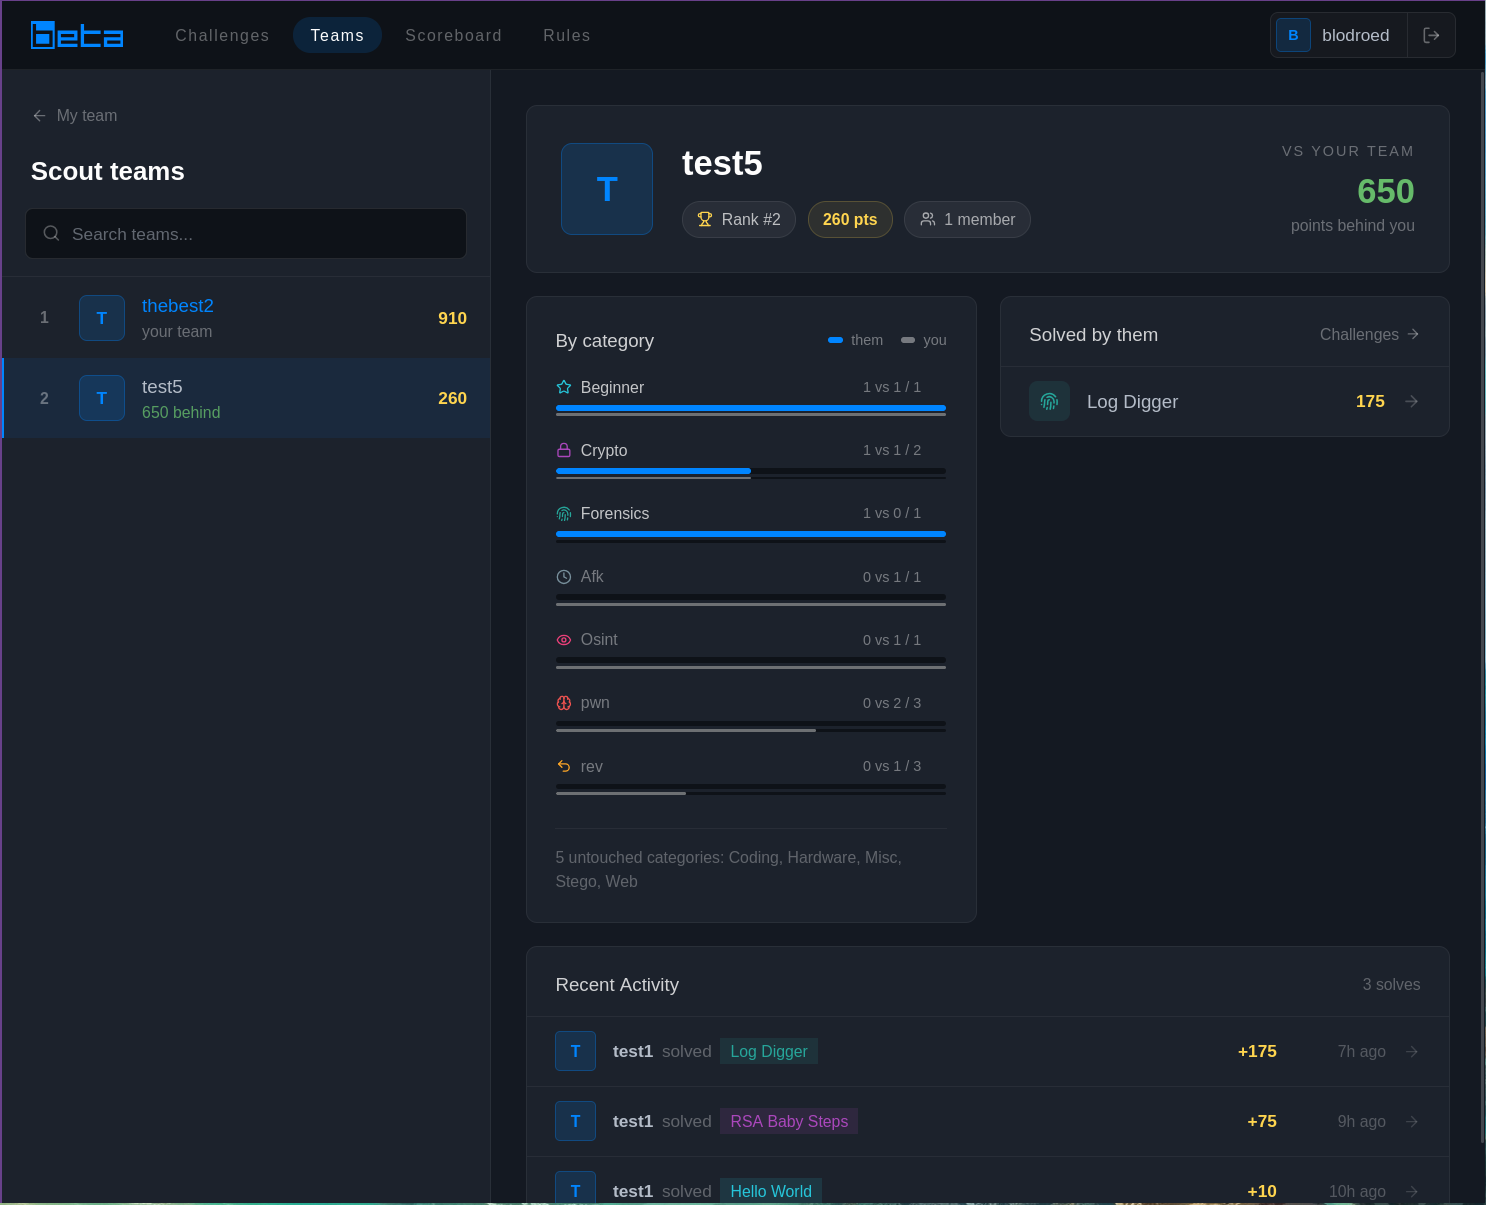 beta
Challenges
Teams
Scoreboard
Rules
B
blodroed
My team
Scout teams
Search teams...
1
T
thebest2
your team
910
2
T
test5
650 behind
260
T
test5
Rank #2
260 pts
1 member
VS YOUR TEAM
650
points behind you
By category
them
you
Beginner
1 vs 1 / 1
Crypto
1 vs 1 / 2
Forensics
1 vs 0 / 1
Afk
0 vs 1 / 1
Osint
0 vs 1 / 1
pwn
0 vs 2 / 3
rev
0 vs 1 / 3
5 untouched categories: Coding, Hardware, Misc,
Stego, Web
Solved by them
Challenges
Log Digger
175
Recent Activity
3 solves
T
test1 solved Log Digger
+175
7h ago
T
test1 solved RSA Baby Steps
+75
9h ago
T
test1 solved Hello World
+10
10h ago